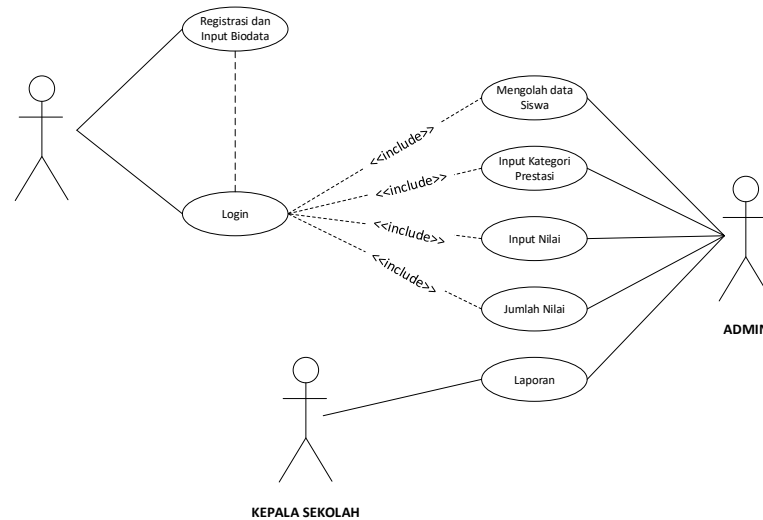 Registrasi dan
Input Biodata
Mengolah data
Siswa
<<include>>
Input Kategori
Prestasi
<<include>>
Login
<<include>>
Input Nilai
<<include>>
Jumlah Nilai
ADMIN
Laporan
KEPALA SEKOLAH